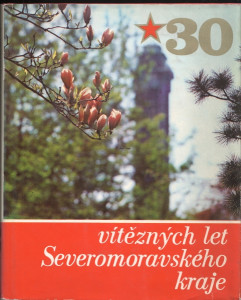 30
vítězných let
Severomoravského
kraje